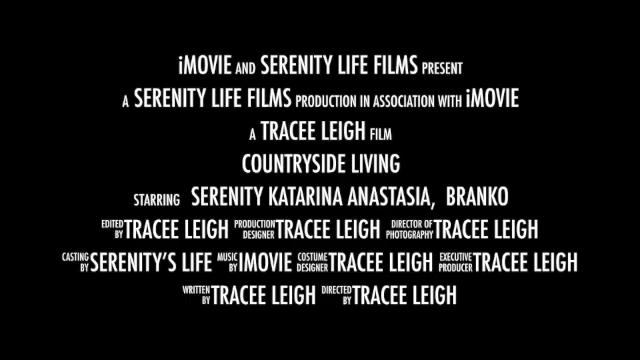 iMOVIE AND SERENITY LIFE FILMS PRESENT
A SERENITY LIFE FILMS PRODUCTION IN ASSOCIATION WITH iMOVIE
A TRACEE LEIGH FILM
COUNTRYSIDE LIVING
STARRING SERENITY KATARINA ANASTASIA, BRANKO
EDITED BY TRACEE LEIGH PRODUCTION DESIGNER TRACEE LEIGH DIRECTOR OF PHOTOGRAPHY TRACEE LEIGH
CASTING BY SERENITY'S LIFE MUSIC BY IMOVIE COSTUME DESIGNER TRACEE LEIGH EXECUTIVE PRODUCER TRACEE LEIGH
WRITTEN BY TRACEE LEIGH DIRECTED BY TRACEE LEIGH